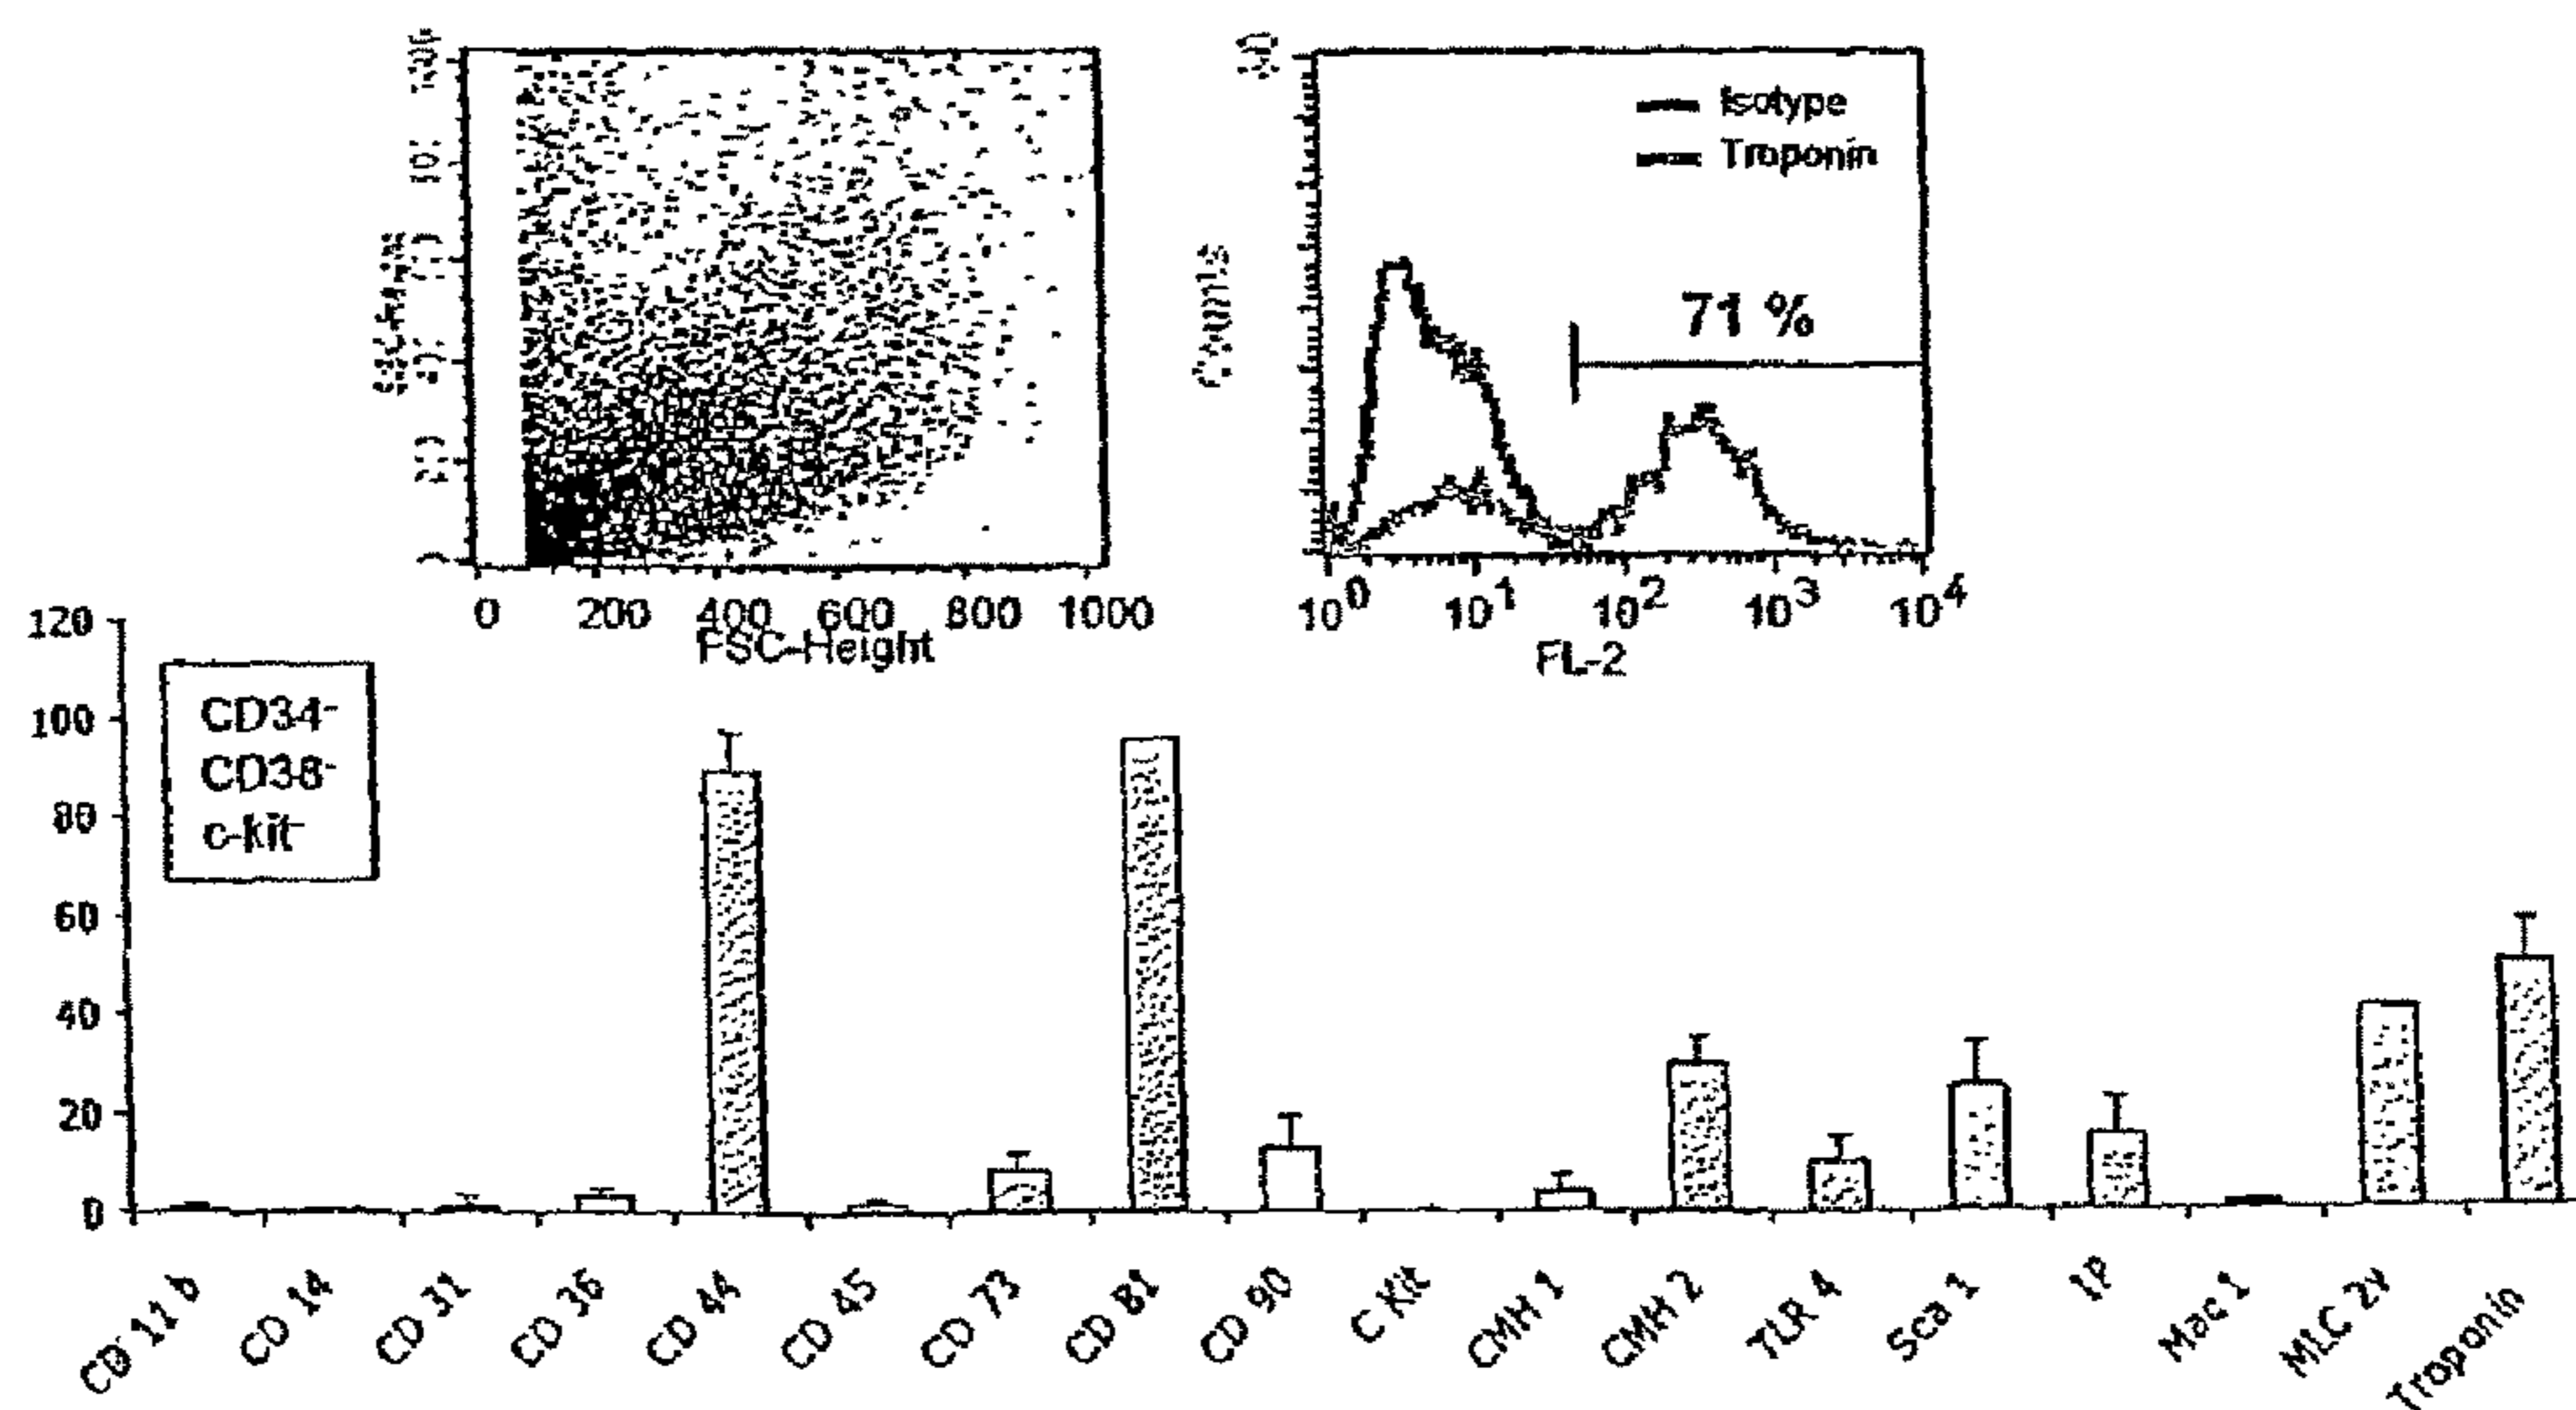 Isotype
Troponin
Counts
71 %
0 200 400 600 800 1000
FSC-Height
10^0 10^1 10^2 10^3 10^4
FL-2
120
100
80
60
40
20
0
CD34-
CD38-
c-kit-
CD 11 b
CD 14
CD 31
CD 36
CD 44
CD 45
CD 73
CD 81
CD 90
C Kit
CMH 1
CMH 2
TLR 4
Sca 1
IP
Mac 1
MLC 2v
Troponin